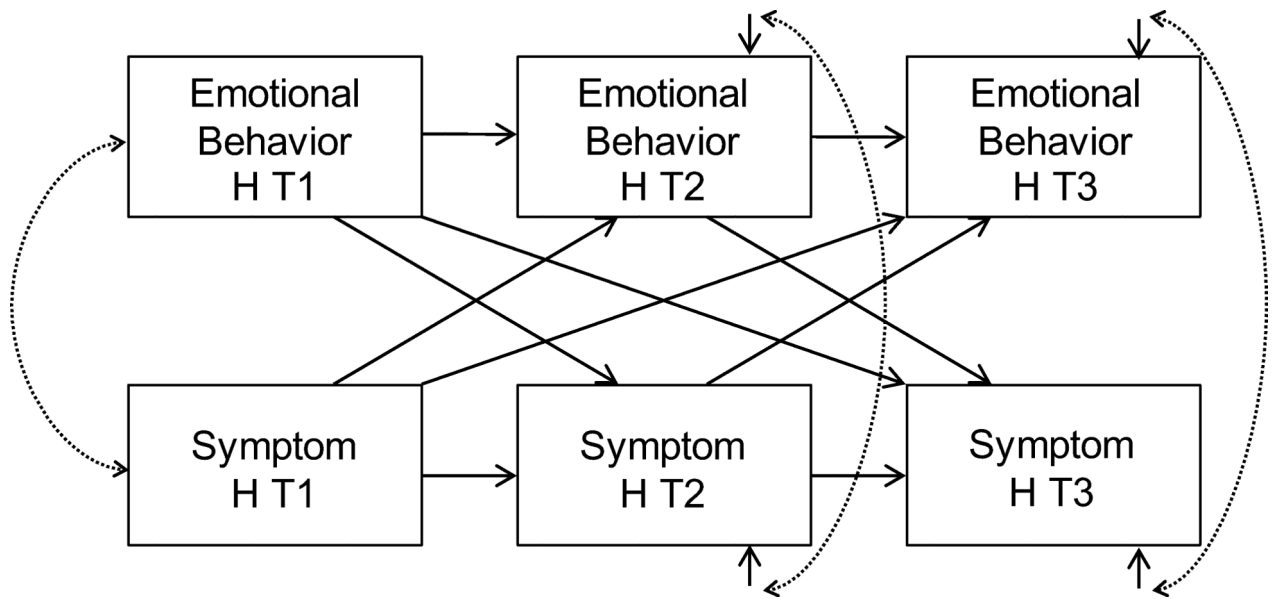 Emotional
Behavior
H T1
Emotional
Behavior
H T2
Emotional
Behavior
H T3
Symptom
H T1
Symptom
H T2
Symptom
H T3